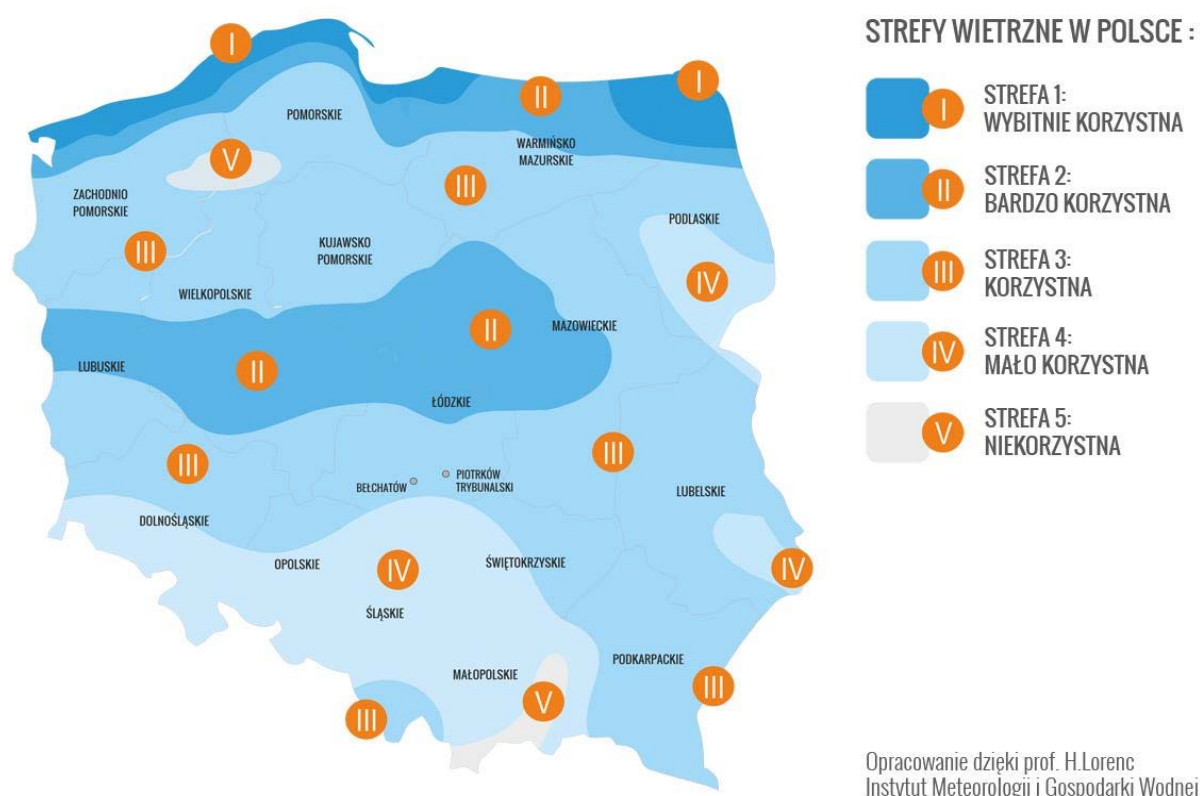 STREFY WIETRZNE W POLSCE :
I
STREFA 1:
WYBITNIE KORZYSTNA
II
STREFA 2:
BARDZO KORZYSTNA
III
STREFA 3:
KORZYSTNA
IV
STREFA 4:
MAŁO KORZYSTNA
V
STREFA 5:
NIEKORZYSTNA
I
I
II
POMORSKIE
WARMIŃSKO
MAZURSKIE
V
III
ZACHODNIO
POMORSKIE
PODLASKIE
KUJAWSKO
POMORSKIE
III
IV
WIELKOPOLSKIE
II
MAZOWIECKIE
LUBUSKIE
II
ŁÓDZKIE
III
III
BEŁCHATÓW
PIOTRKÓW
TRYBUNALSKI
LUBELSKIE
DOLNOŚLĄSKIE
OPOLSKIE
IV
ŚWIĘTOKRZYSKIE
IV
ŚLĄSKIE
MAŁOPOLSKIE
PODKARPACKIE
III
V
III
Opracowanie dzięki prof. H.Lorenc
Instytut Meteorologii i Gospodarki Wodnej